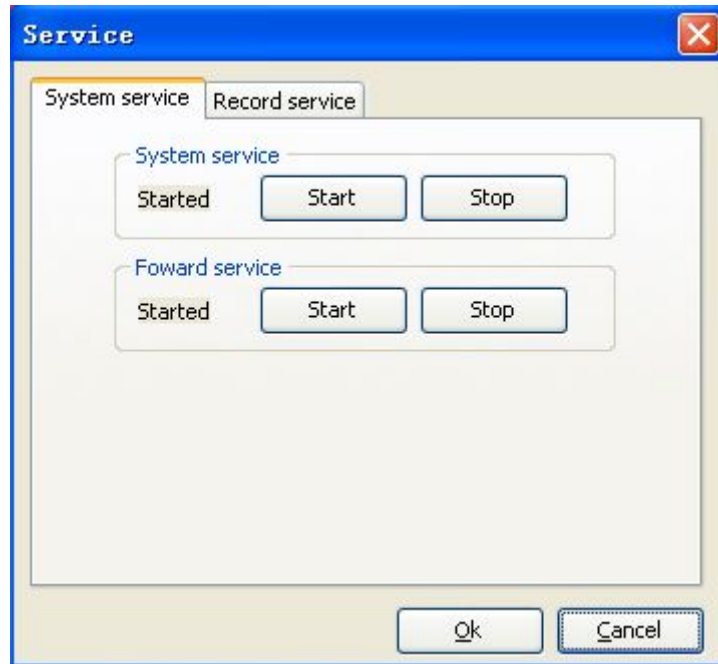 Service
System service Record service
System service
Started Start Stop
Foward service
Started Start Stop
Ok Cancel